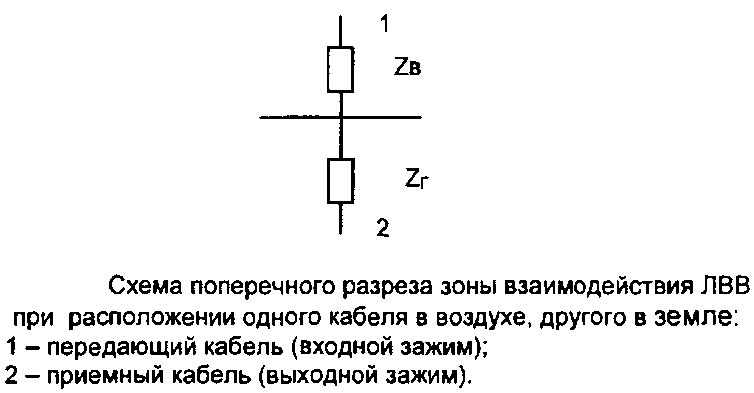 1
Zв
Zг
2
Схема поперечного разреза зоны взаимодействия ЛВВ
при расположении одного кабеля в воздухе, другого в земле:
1 – передающий кабель (входной зажим);
2 – приемный кабель (выходной зажим).